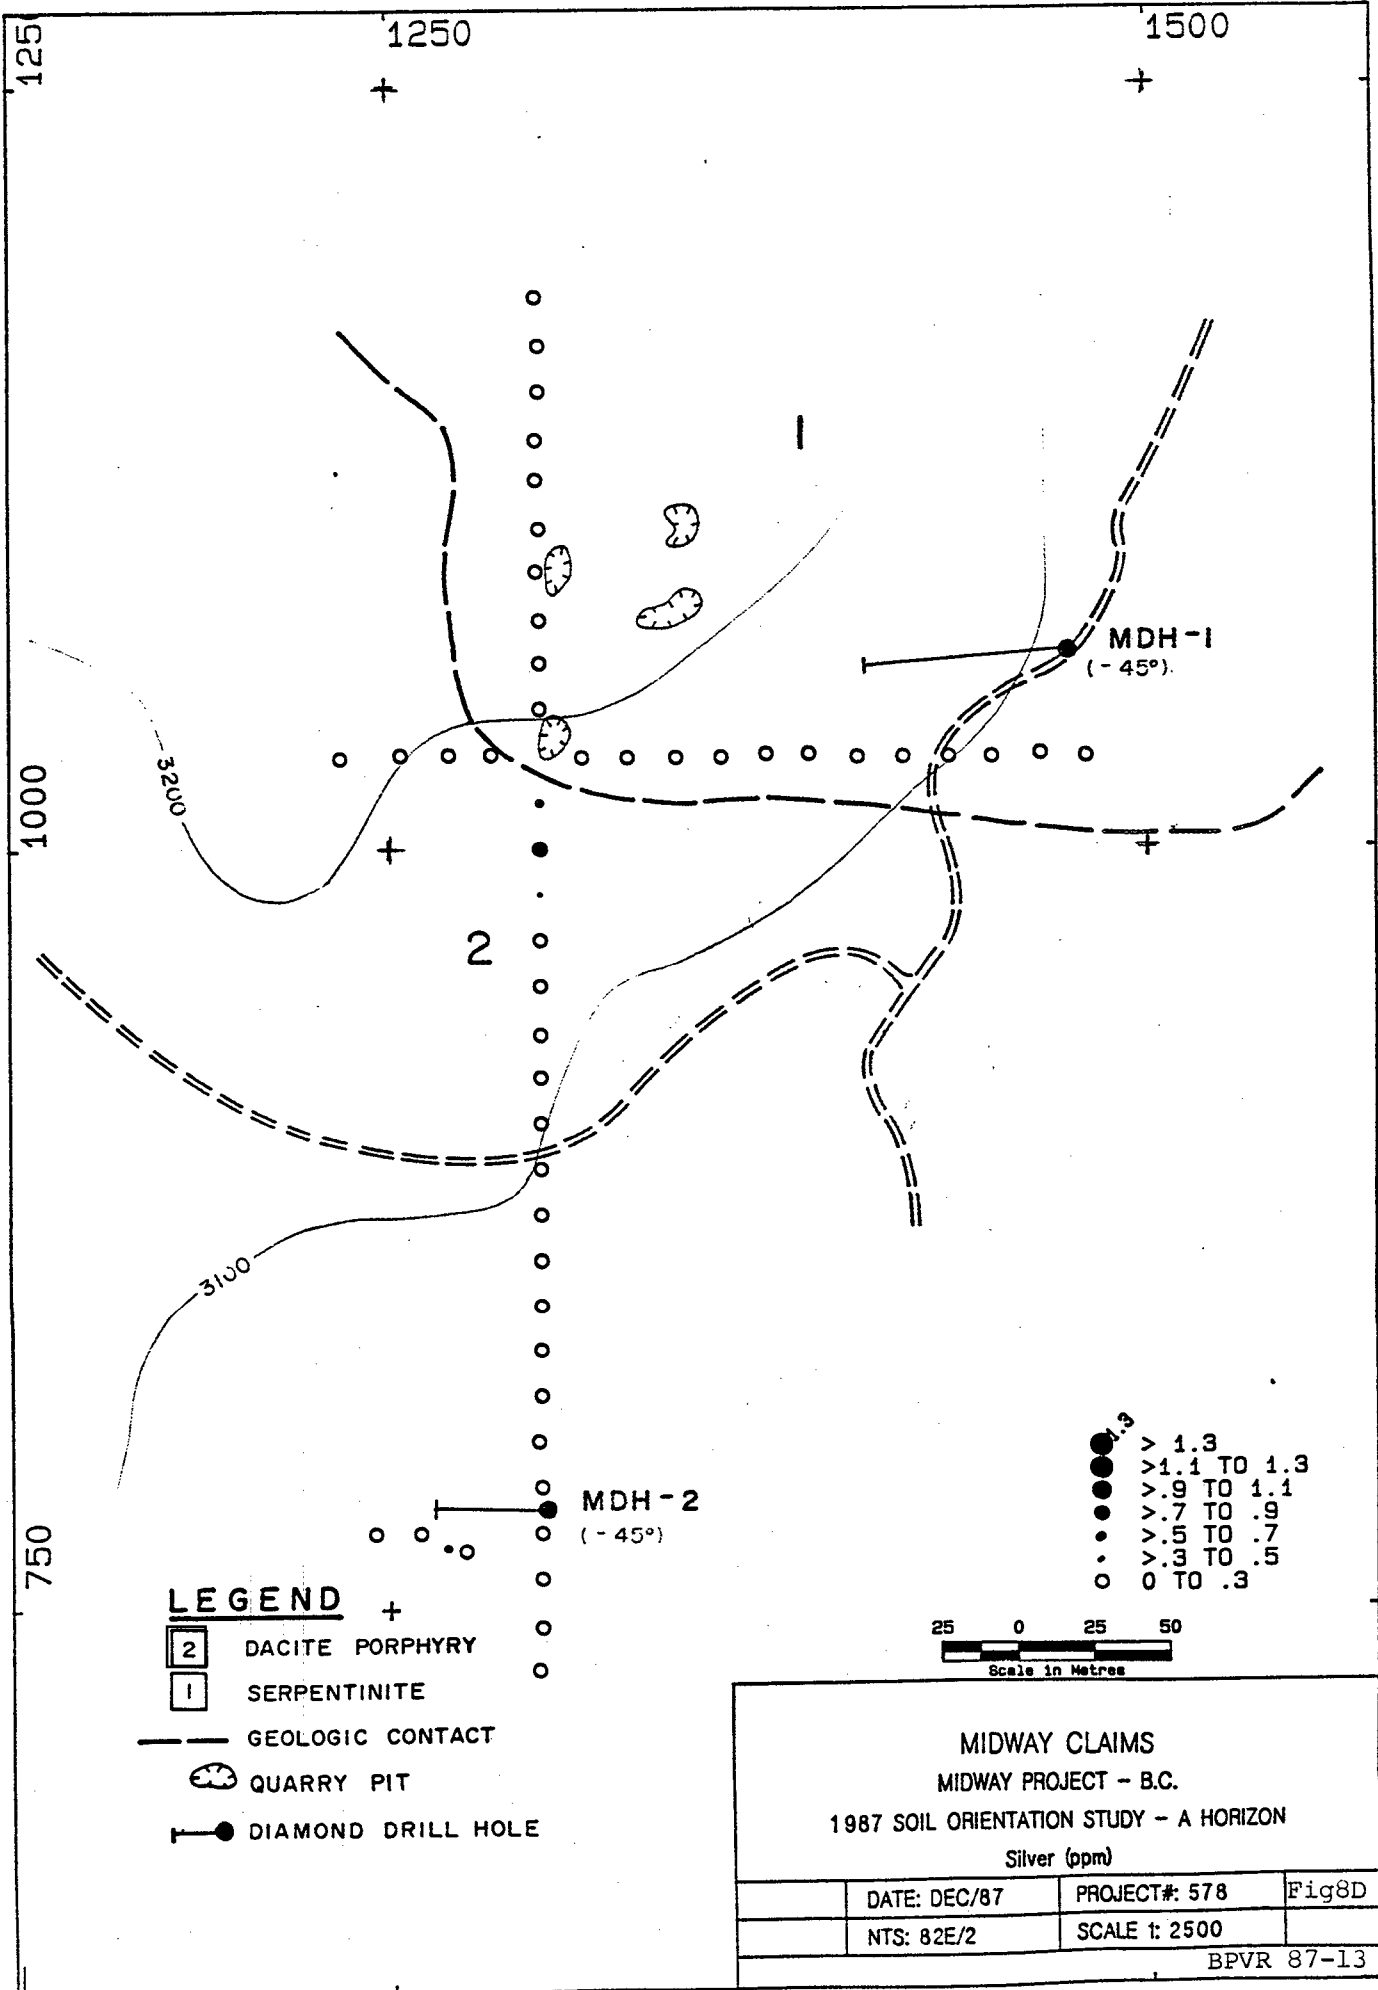 1250
1500
125
1
MDH-1
(-45°).
3200
1000
2
3100
MDH-2
(-45°)
750
1.3
> 1.3
>1.1 TO 1.3
>.9 TO 1.1
>.7 TO .9
>.5 TO .7
>.3 TO .5
0 TO .3
25 0 25 50
Scale in Metres
LEGEND
2 DACITE PORPHYRY
1 SERPENTINITE
GEOLOGIC CONTACT
QUARRY PIT
DIAMOND DRILL HOLE
MIDWAY CLAIMS
MIDWAY PROJECT - B.C.
1987 SOIL ORIENTATION STUDY - A HORIZON
Silver (ppm)
DATE: DEC/87 PROJECT#: 578 Fig8D
NTS: 82E/2 SCALE 1: 2500
BPVR 87-13